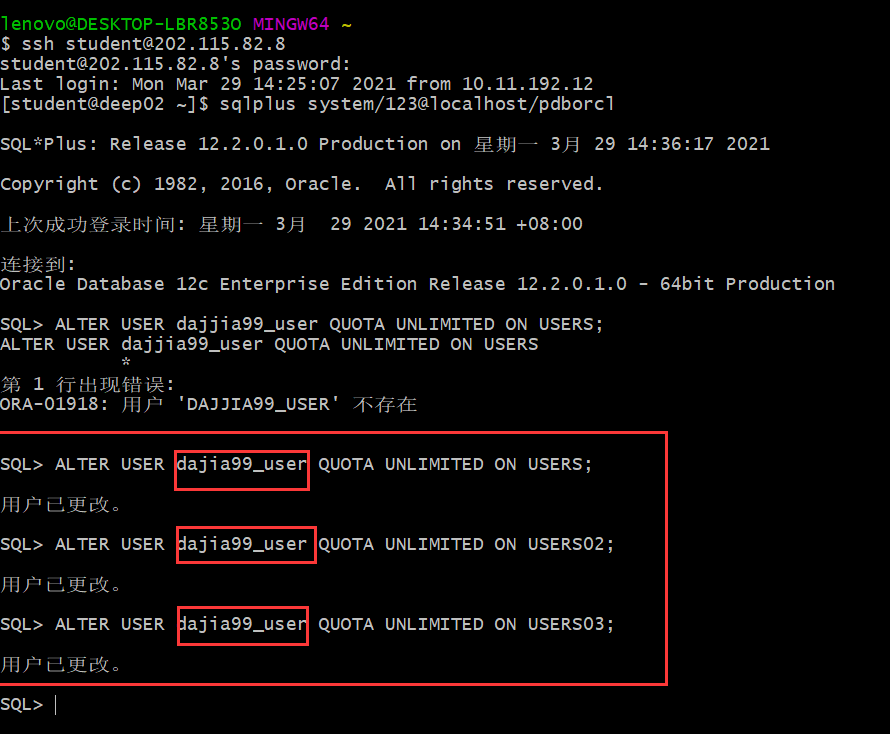 lenovo@DESKTOP-LBR853O MINGW64 ~
$ ssh student@202.115.82.8
student@202.115.82.8's password:
Last login: Mon Mar 29 14:25:07 2021 from 10.11.192.12
[student@deep02 ~]$ sqlplus system/123@localhost/pdborcl
SQL*Plus: Release 12.2.0.1.0 Production on 星期一 3月 29 14:36:17 2021
Copyright (c) 1982, 2016, Oracle.  All rights reserved.
上次成功登录时间: 星期一 3月  29 2021 14:34:51 +08:00
连接到:
Oracle Database 12c Enterprise Edition Release 12.2.0.1.0 - 64bit Production
SQL> ALTER USER dajjia99_user QUOTA UNLIMITED ON USERS;
ALTER USER dajjia99_user QUOTA UNLIMITED ON USERS
*
第 1 行出现错误:
ORA-01918: 用户 'DAJJIA99_USER' 不存在
SQL> ALTER USER dajia99_user QUOTA UNLIMITED ON USERS;
用户已更改。
SQL> ALTER USER dajia99_user QUOTA UNLIMITED ON USERS02;
用户已更改。
SQL> ALTER USER dajia99_user QUOTA UNLIMITED ON USERS03;
用户已更改。
SQL>